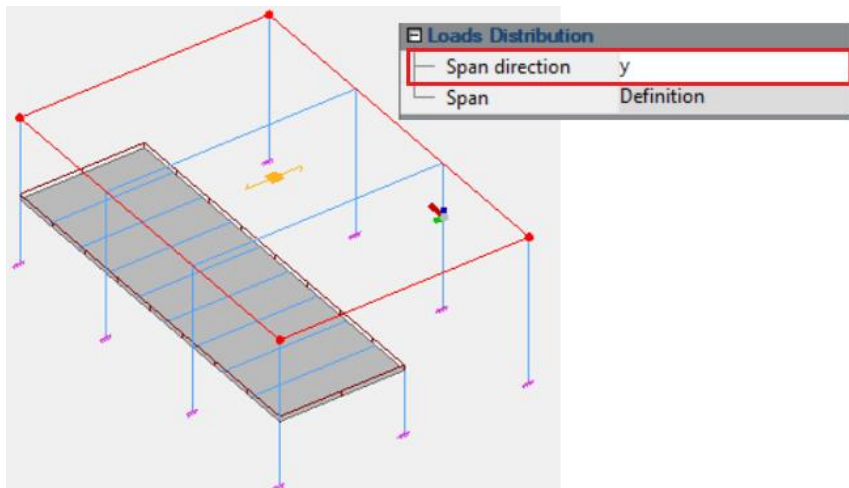 Loads Distribution
Span direction y
Span Definition